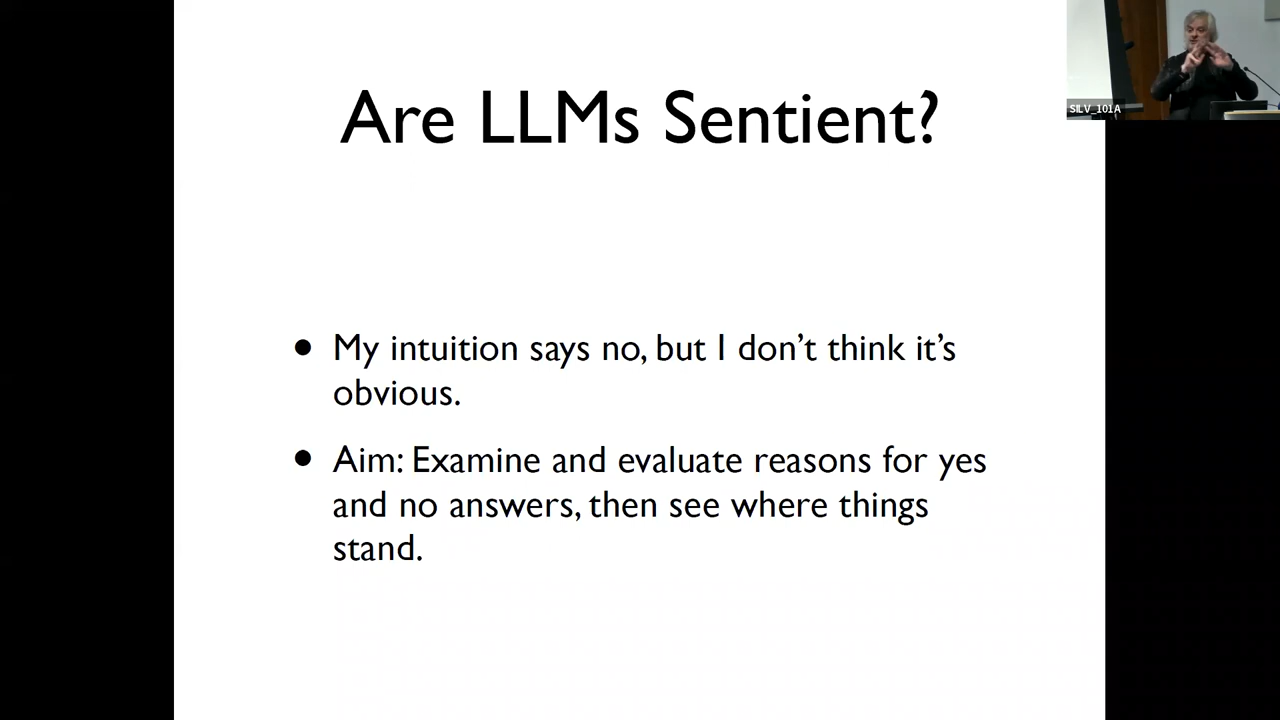 SILV_101A
Are LLMs Sentient?
• My intuition says no, but I don’t think it’s
obvious.
• Aim: Examine and evaluate reasons for yes
and no answers, then see where things
stand.